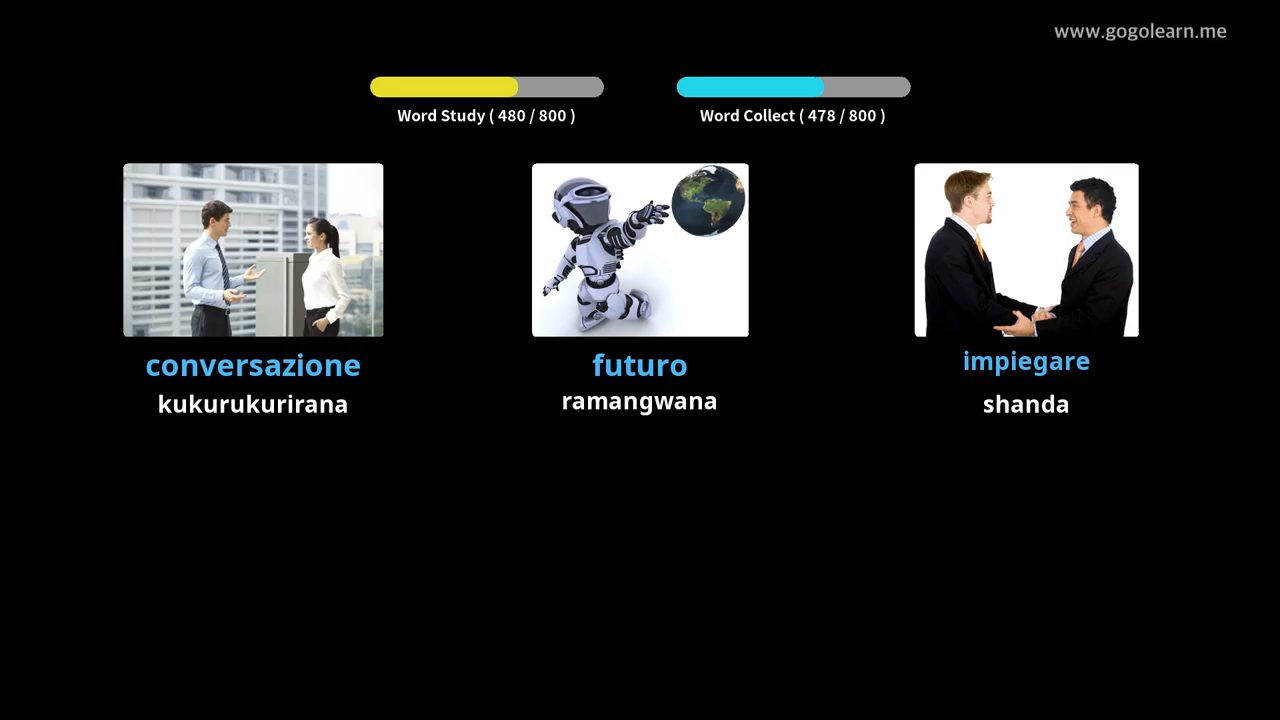 www.gogolearn.me
Word Study ( 480 / 800 )
Word Collect ( 478 / 800 )
conversazione
kukurukurirana
futuro
ramangwana
impiegare
shanda